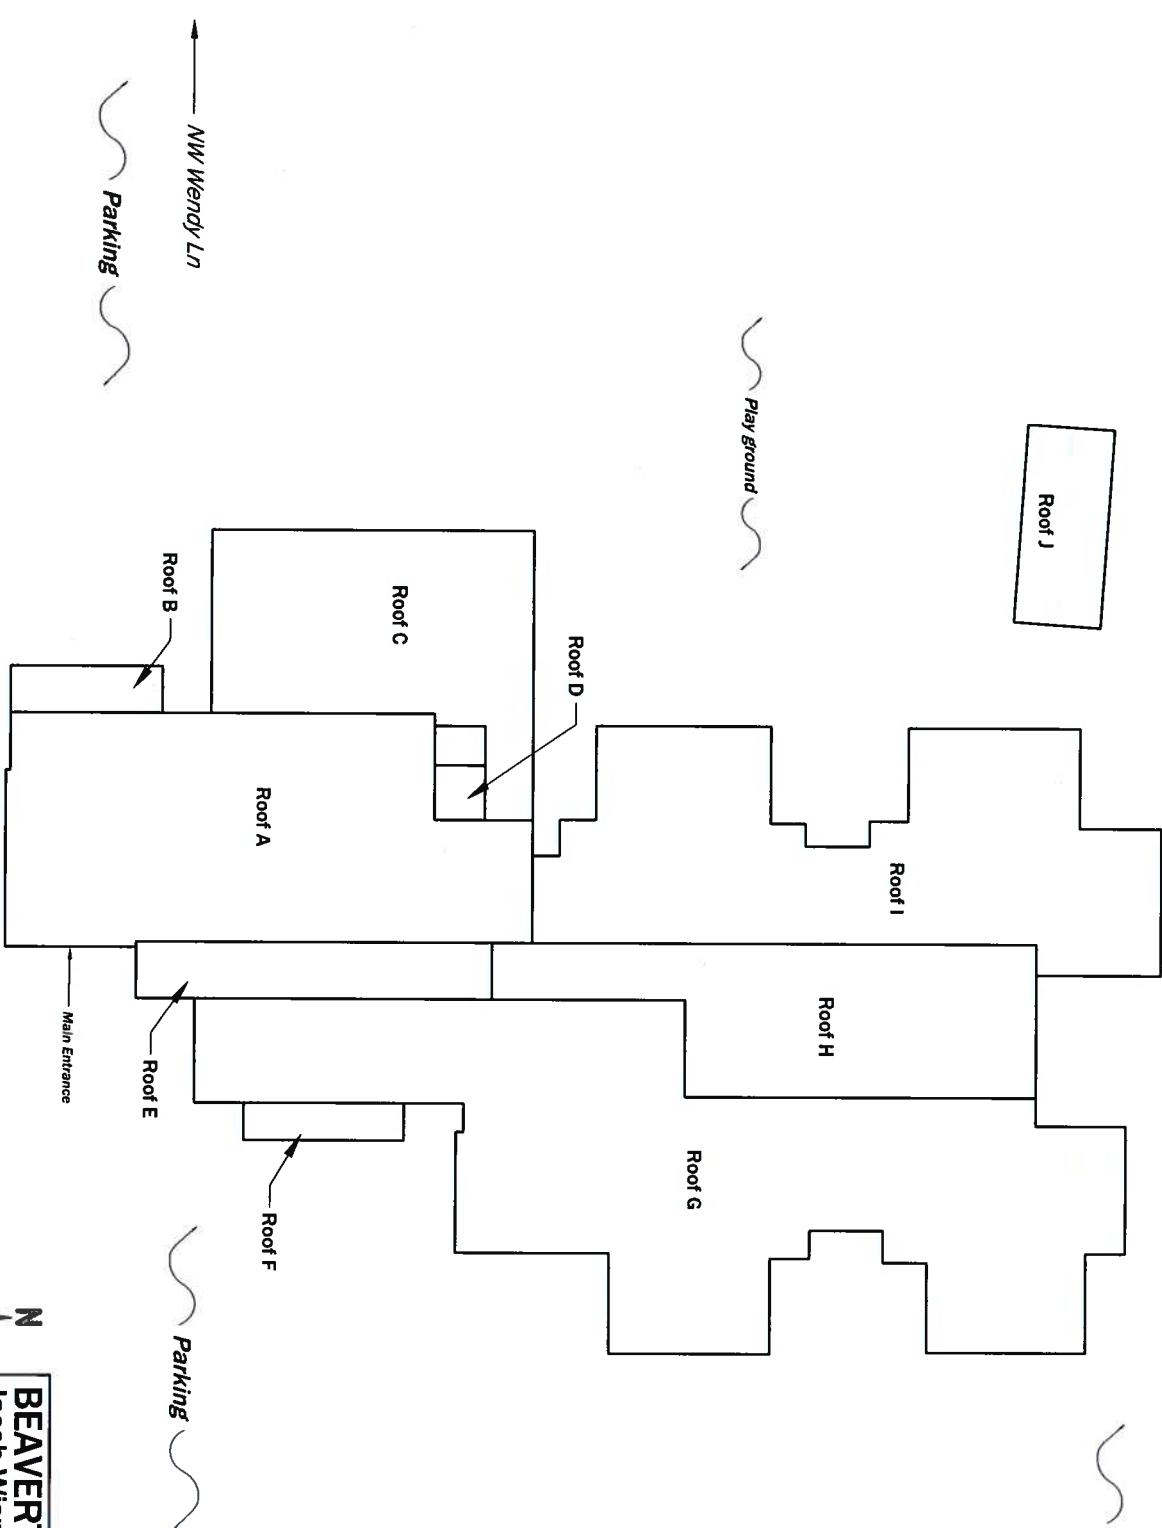 Roof J
Roof I
Roof H
Play ground
Roof G
Roof D
Roof C
Roof F
Roof A
NW Wendy Ln
Parking
Roof B
Roof E
Parking
Main Entrance
N
BEAVERT